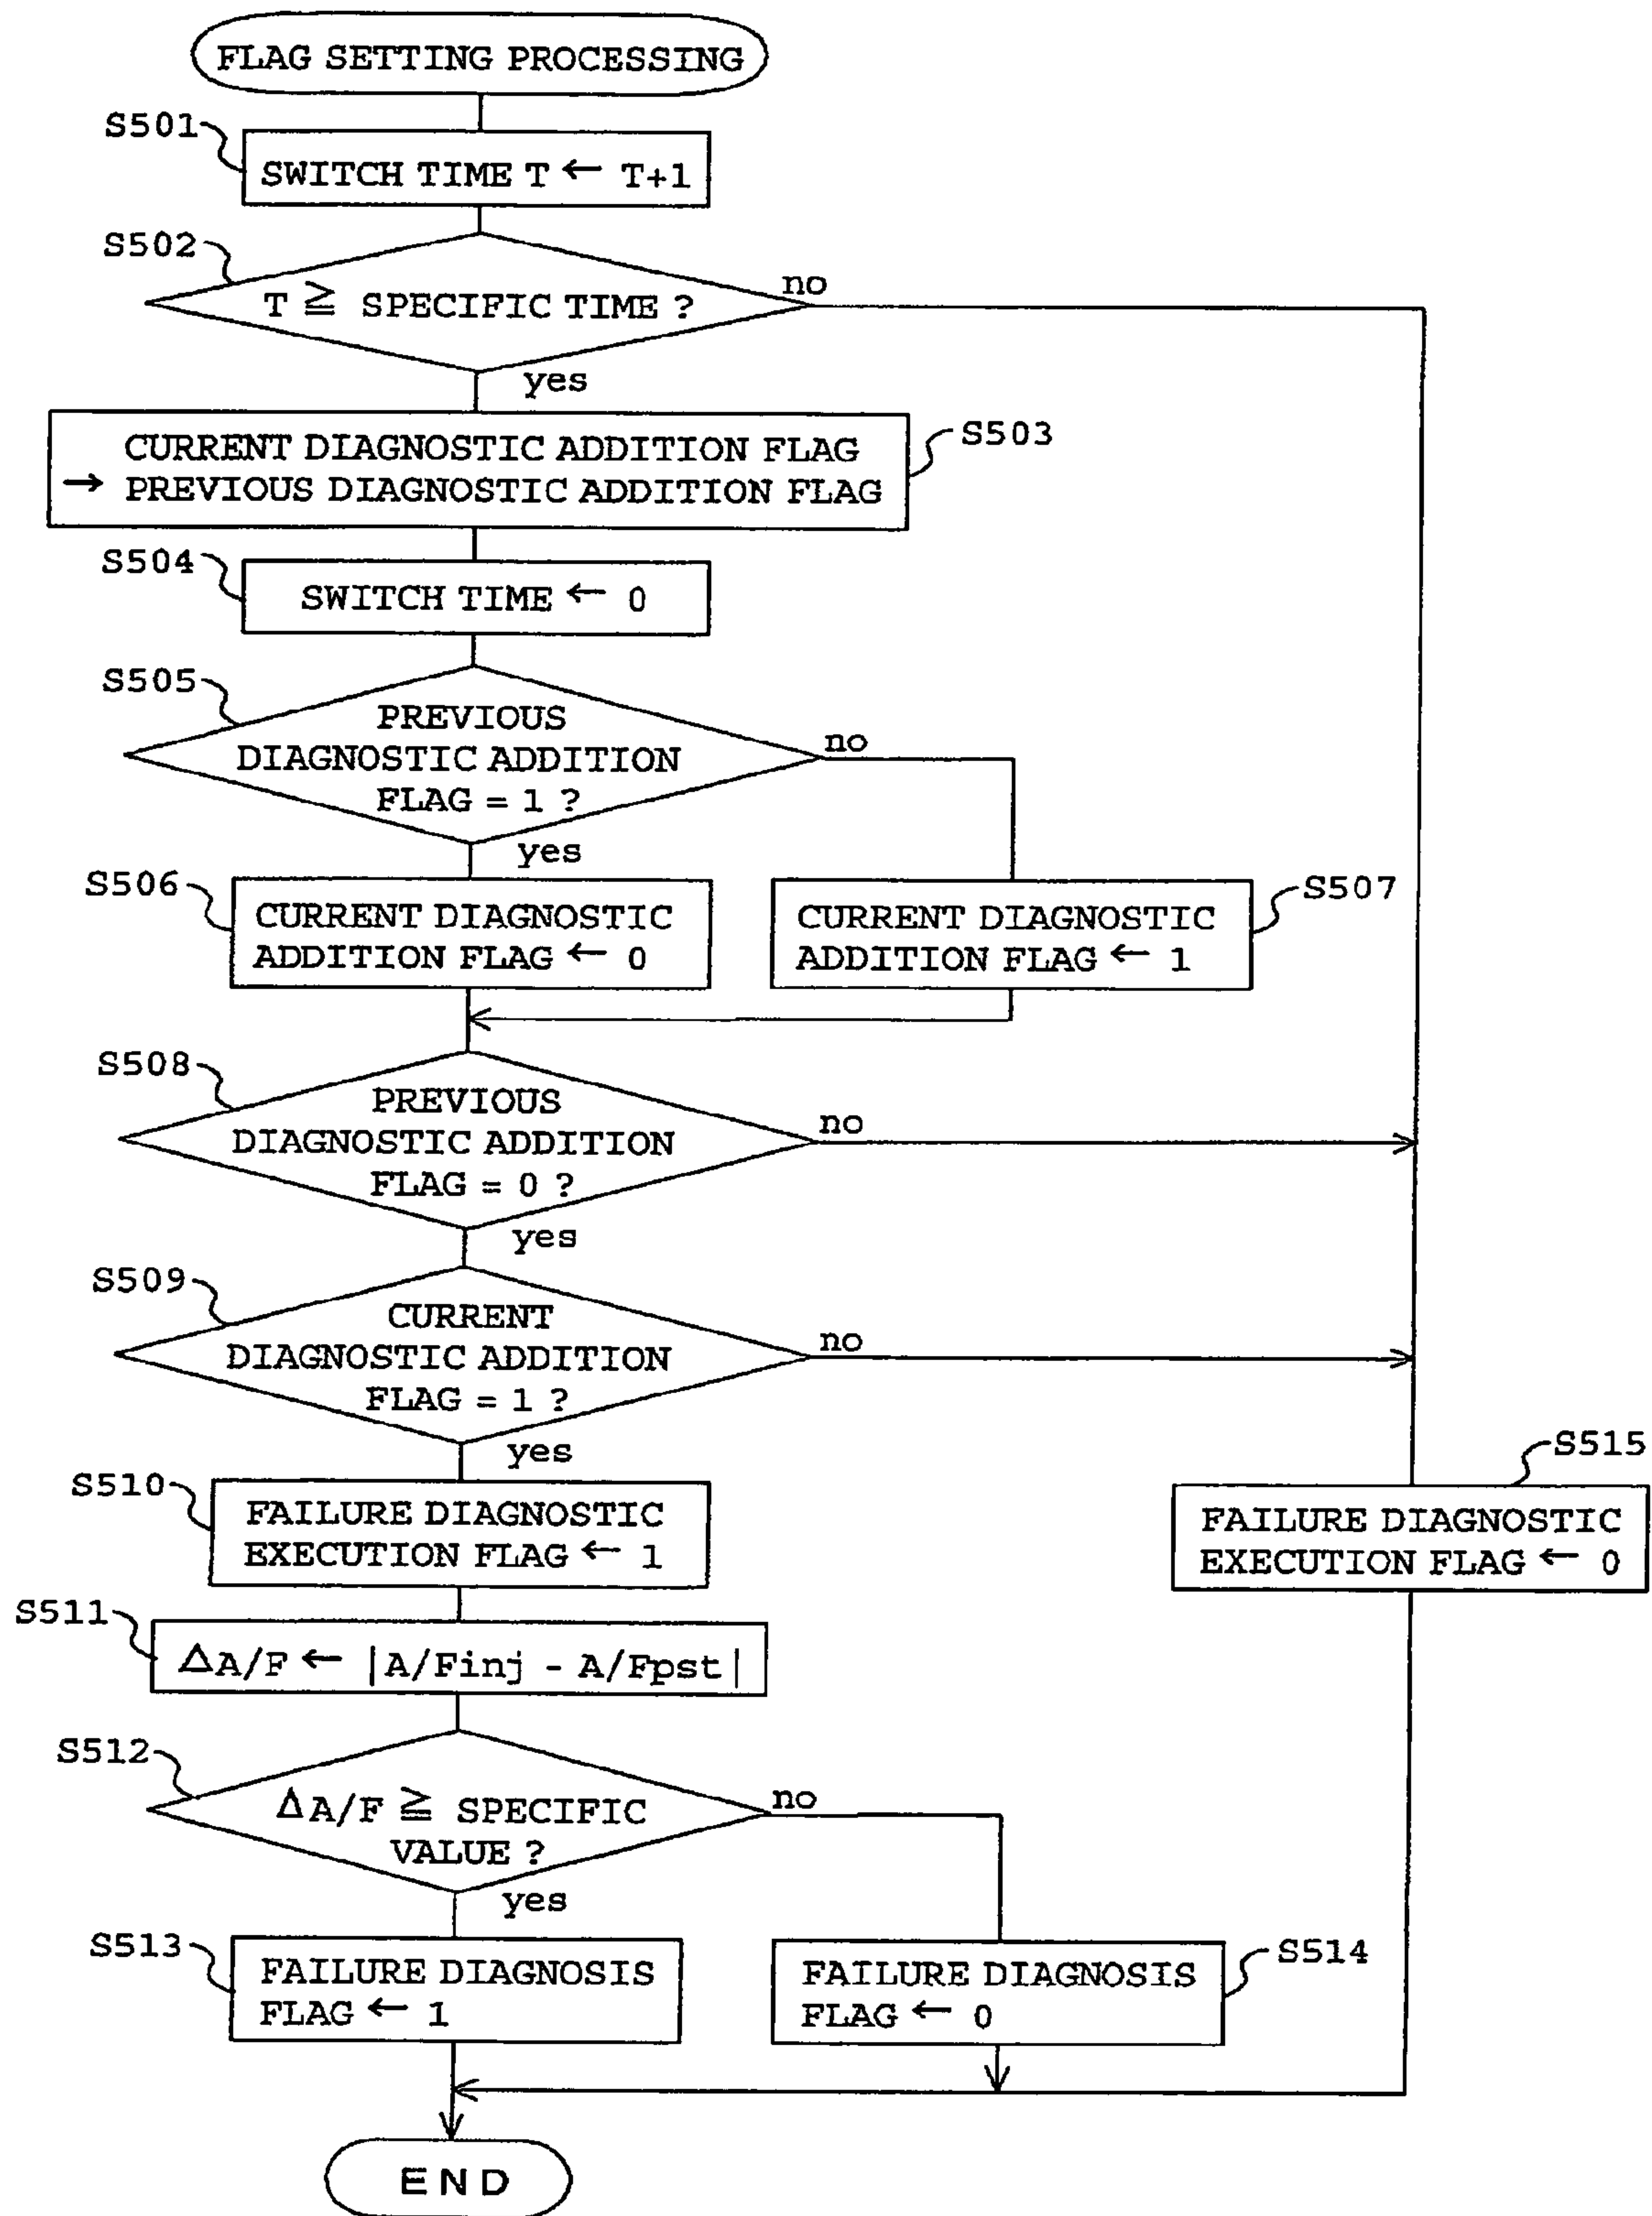 FLAG SETTING PROCESSING
S501
SWITCH TIME T ← T+1
S502
T ≧ SPECIFIC TIME ?
no
yes
CURRENT DIAGNOSTIC ADDITION FLAG
→ PREVIOUS DIAGNOSTIC ADDITION FLAG
S503
S504
SWITCH TIME ← 0
S505
PREVIOUS
DIAGNOSTIC ADDITION
FLAG = 1 ?
no
yes
S506
CURRENT DIAGNOSTIC
ADDITION FLAG ← 0
CURRENT DIAGNOSTIC
ADDITION FLAG ← 1
S507
S508
PREVIOUS
DIAGNOSTIC ADDITION
FLAG = 0 ?
no
yes
S509
CURRENT
DIAGNOSTIC ADDITION
FLAG = 1 ?
no
yes
S510
FAILURE DIAGNOSTIC
EXECUTION FLAG ← 1
S515
FAILURE DIAGNOSTIC
EXECUTION FLAG ← 0
S511
ΔA/F ← |A/Finj - A/Fpst|
S512
ΔA/F ≧ SPECIFIC
VALUE ?
no
yes
S513
FAILURE DIAGNOSIS
FLAG ← 1
FAILURE DIAGNOSIS
FLAG ← 0
S514
END